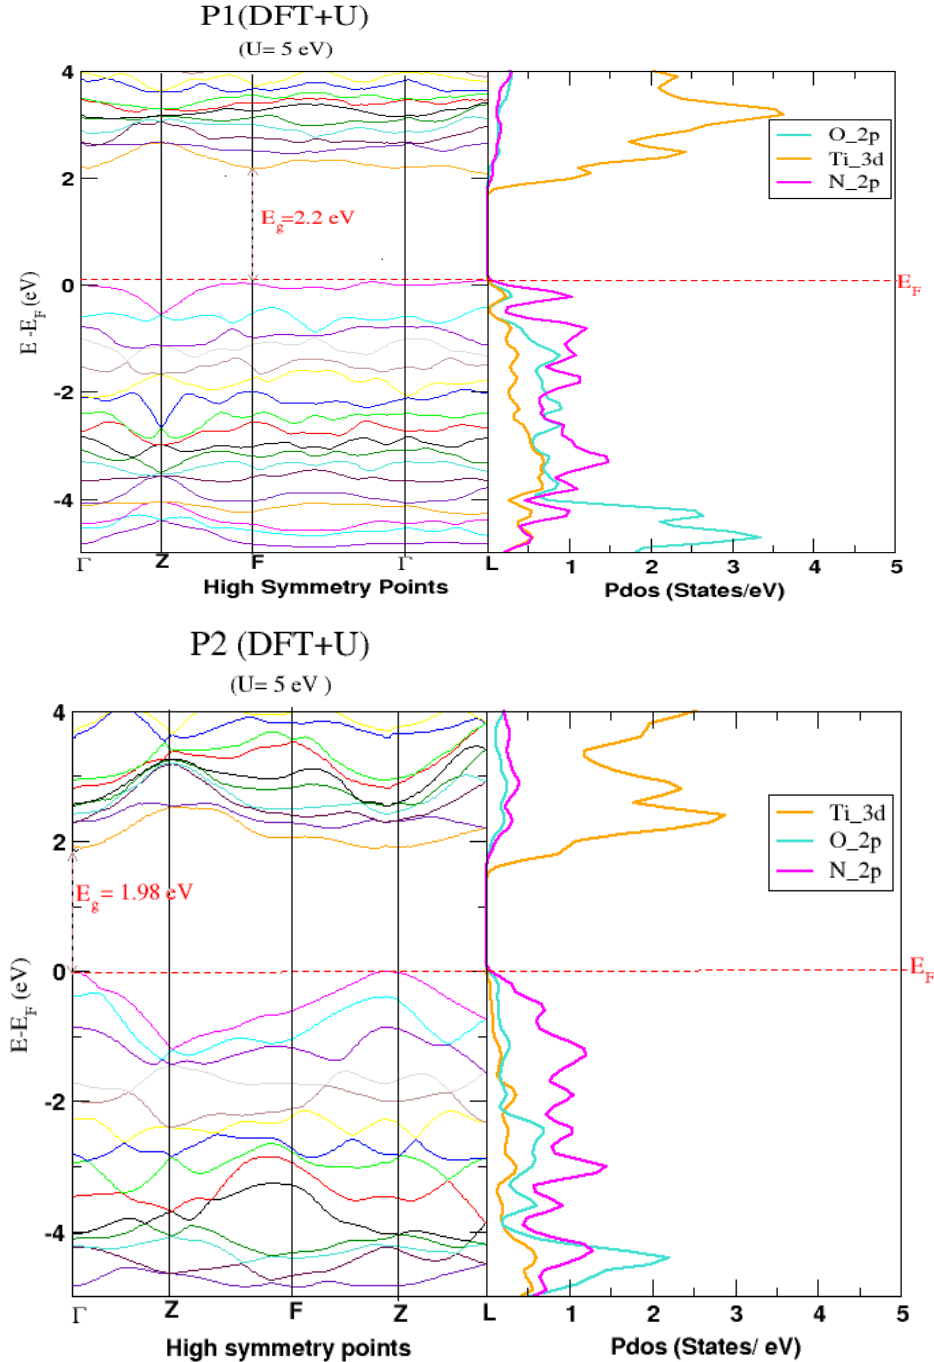 P1(DFT+U)
(U= 5 eV)
4
2
0
-2
-4
E -E_F (eV)
E_g=2.2 eV
O_2p
Ti_3d
N_2p
E_F
Γ Z F Γ L 1 2 3 4 5
High Symmetry Points
Pdos (States/eV)
P2 (DFT+U)
(U= 5 eV )
4
2
0
-2
-4
E-E_F (eV)
E_g= 1.98 eV
Ti_3d
O_2p
N_2p
E_F
Γ Z F Z L 1 2 3 4 5
High symmetry points
Pdos (States/ eV)